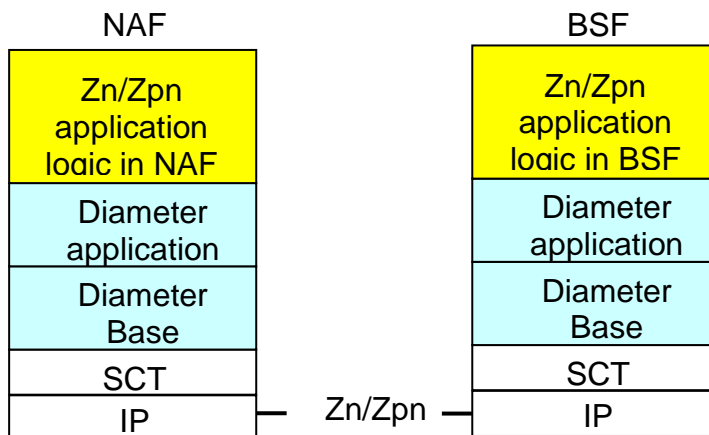 NAF
Zn/Zpn
application
logic in NAF
Diameter
application
Diameter
Base
SCT
IP
Zn/Zpn
BSF
Zn/Zpn
application
logic in BSF
Diameter
application
Diameter
Base
SCT
IP